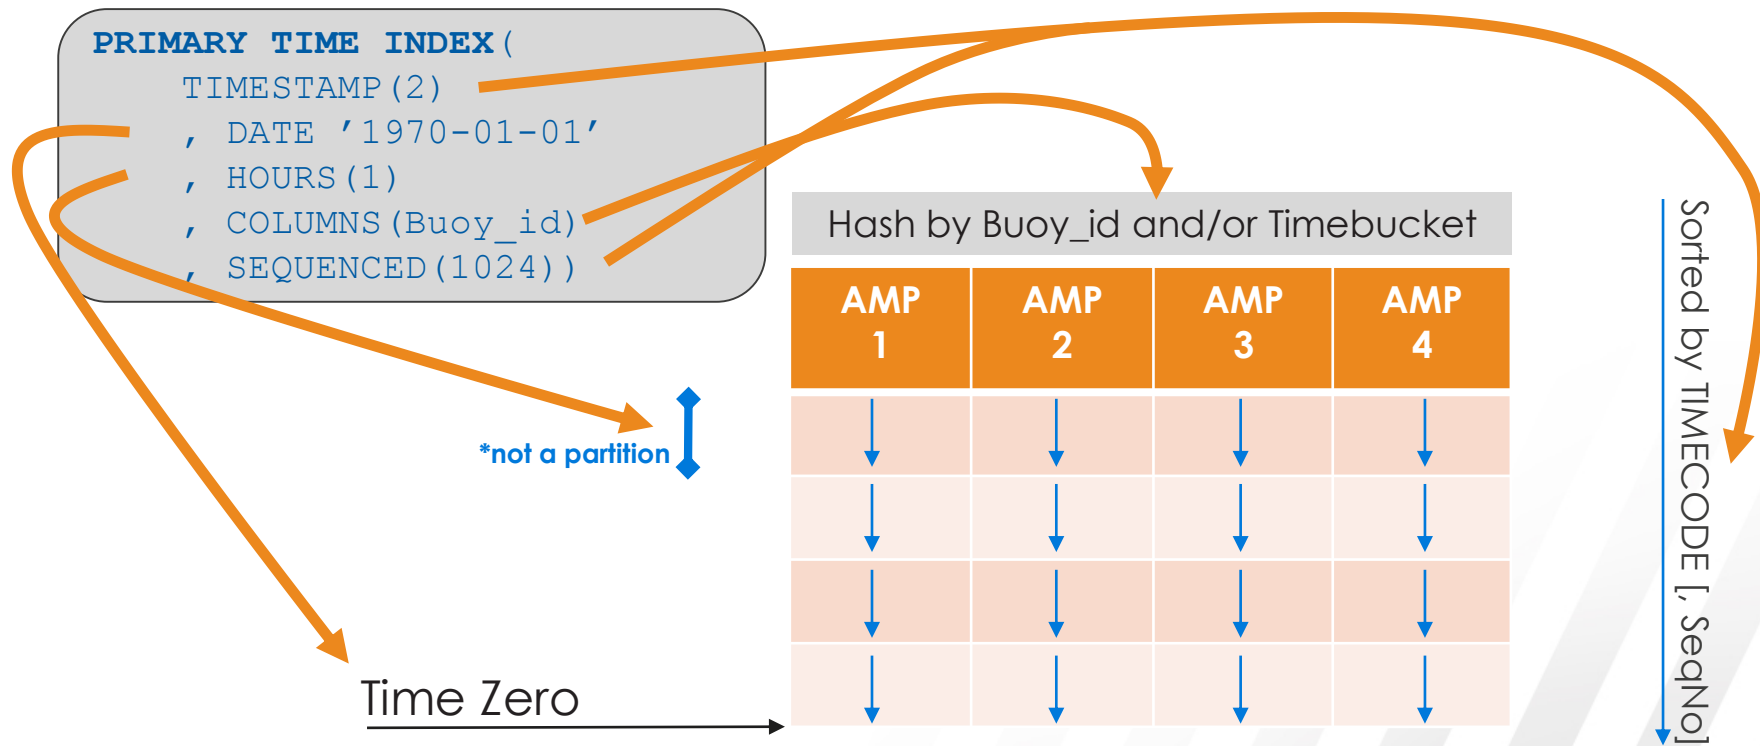 PRIMARY TIME INDEX(
TIMESTAMP(2)
, DATE ’1970-01-01’
, HOURS(1)
, COLUMNS(Buoy_id)
, SEQUENCED(1024))
Hash by Buoy_id and/or Timebucket
AMP 1
AMP 2
AMP 3
AMP 4
*not a partition
Time Zero
Sorted by TIMECODE [, SeqNo]